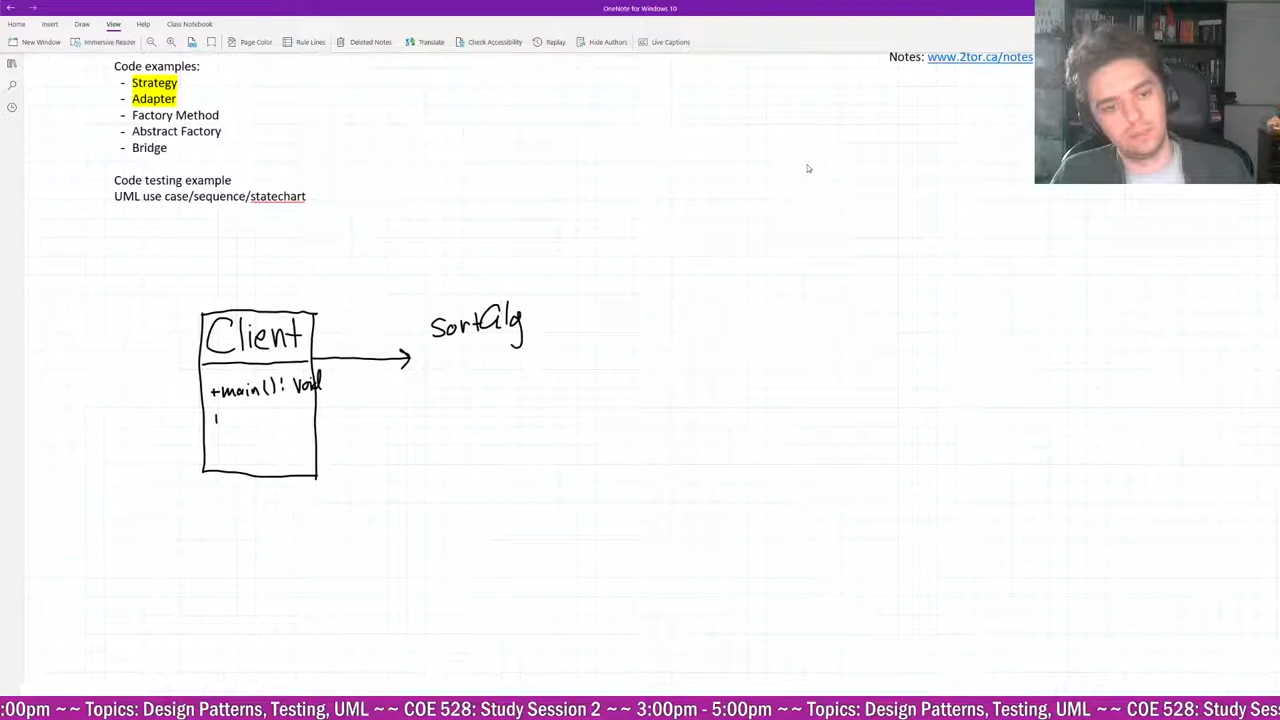 OneNote for Windows 10
Home Insert Draw View Help Class Notebook
New Window Immersive Reader Page Color Rule Lines Deleted Notes Translate Check Accessibility Replay Hide Authors Live Captions
Notes: www.2tor.ca/notes
Code examples:
- Strategy
- Adapter
- Factory Method
- Abstract Factory
- Bridge
Code testing example
UML use case/sequence/statechart
sortAlg
Client
+main(): void
:00pm ~~ Topics: Design Patterns, Testing, UML ~~ COE 528: Study Session 2 ~~ 3:00pm - 5:00pm ~~ Topics: Design Patterns, Testing, UML ~~ COE 528: Study Ses